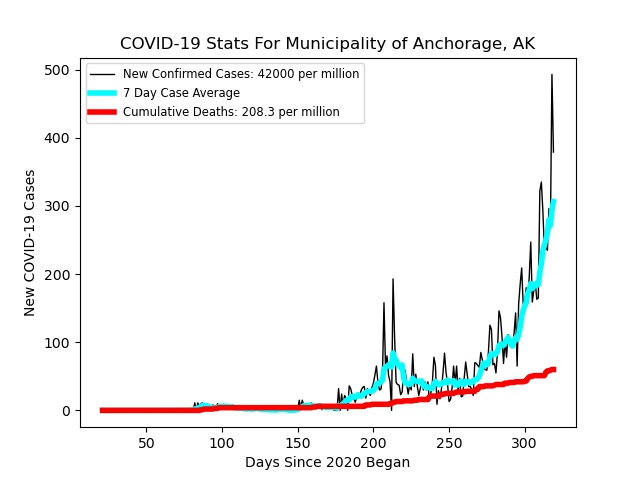 COVID-19 Stats For Municipality of Anchorage, AK
New Confirmed Cases: 42000 per million
7 Day Case Average
Cumulative Deaths: 208.3 per million
New COVID-19 Cases
500
400
300
200
100
0
50 100 150 200 250 300
Days Since 2020 Began